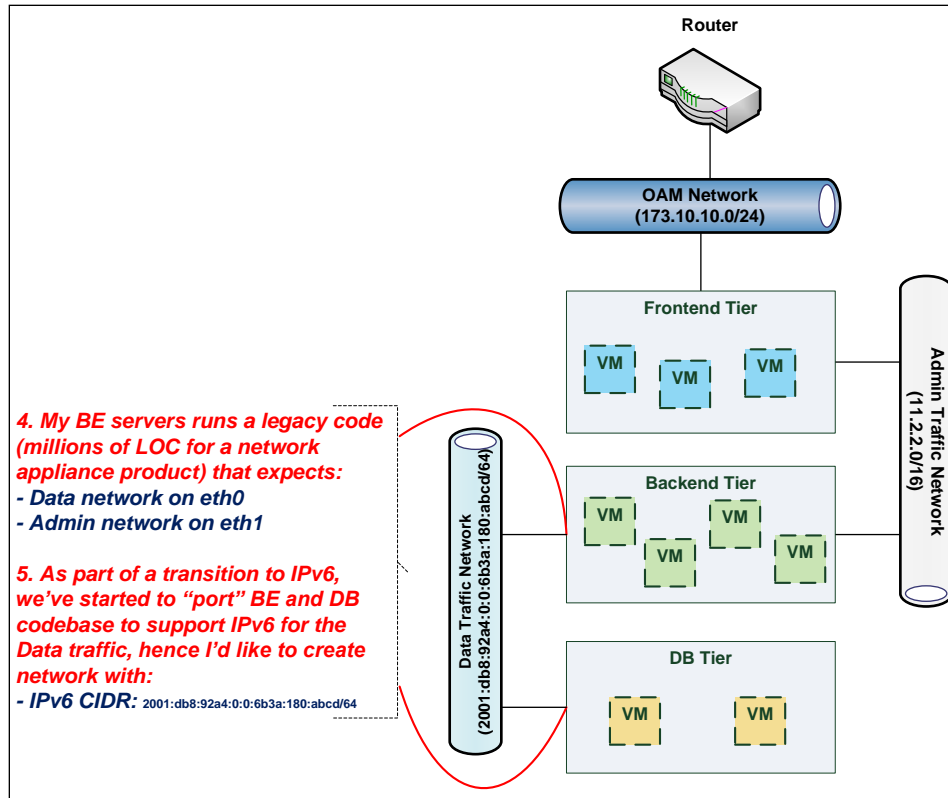 Router
OAM Network
(173.10.10.0/24)
Frontend Tier
VM
VM
VM
Admin Traffic Network
(11.2.2.0/16)
4. My BE servers runs a legacy code
(millions of LOC for a network
appliance product) that expects:
- Data network on eth0
- Admin network on eth1
5. As part of a transition to IPv6,
we’ve started to “port” BE and DB
codebase to support IPv6 for the
Data traffic, hence I’d like to create
network with:
- IPv6 CIDR: 2001:db8:92a4:0:0:6b3a:180:abcd/64
Data Traffic Network
(2001:db8:92a4:0:0:6b3a:180:abcd/64)
Backend Tier
VM
VM
VM
VM
DB Tier
VM
VM